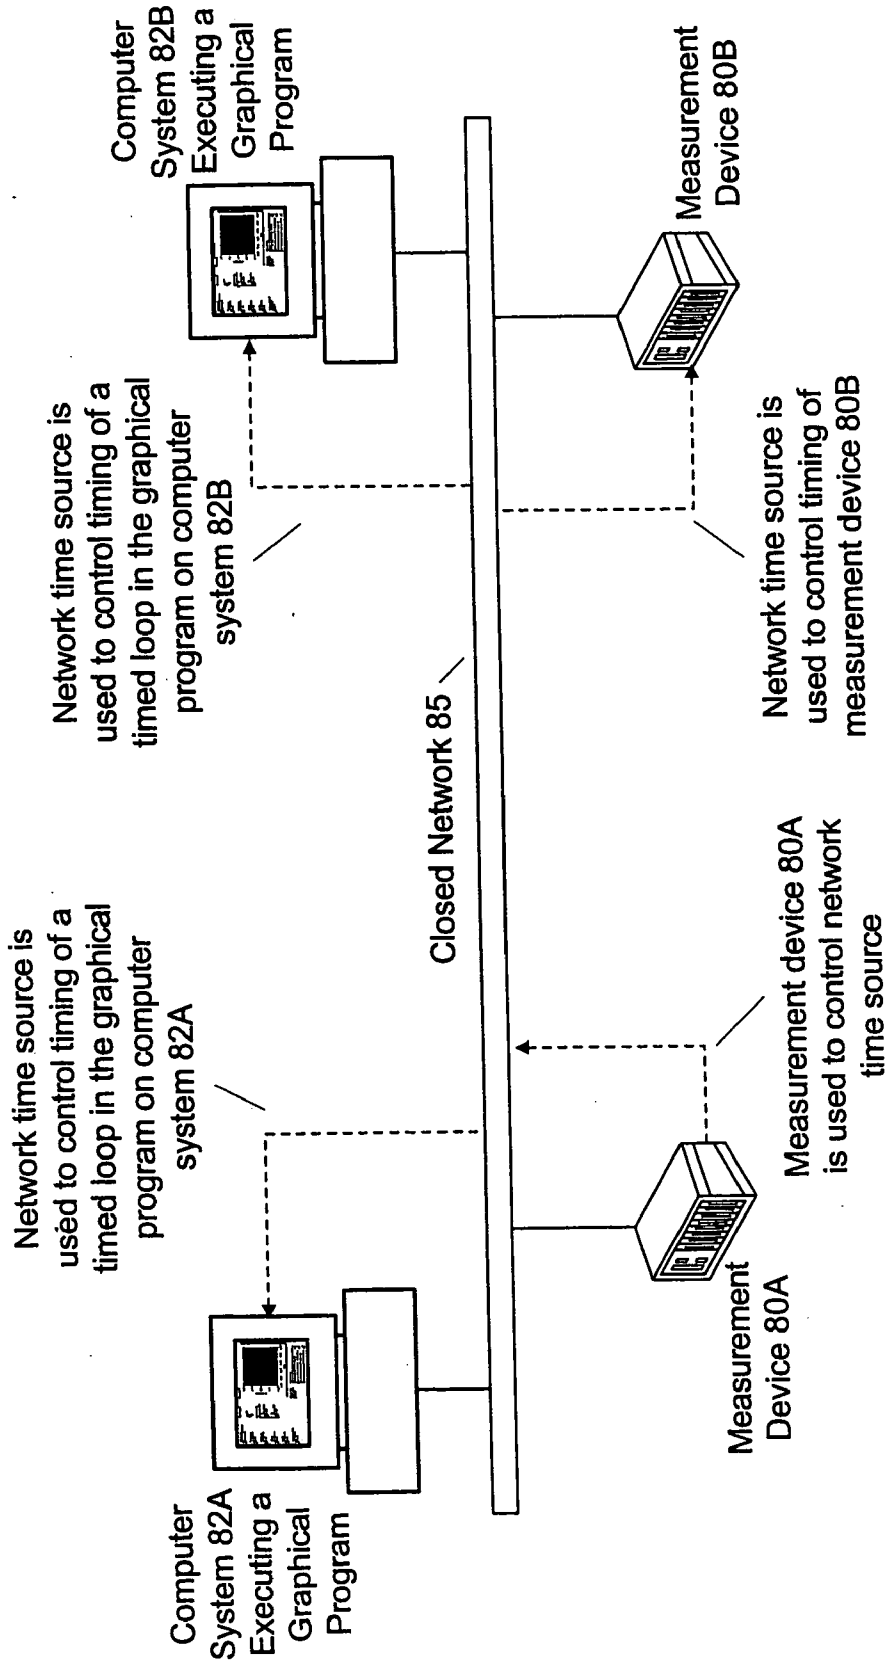 Network time source is
used to control timing of a
timed loop in the graphical
program on computer
system 82A
Network time source is
used to control timing of a
timed loop in the graphical
program on computer
system 82B
Computer
System 82A
Executing a
Graphical
Program
Computer
System 82B
Executing a
Graphical
Program
Closed Network 85
Measurement
Device 80A
Measurement device 80A
is used to control network
time source
Network time source is
used to control timing of
measurement device 80B
Measurement
Device 80B